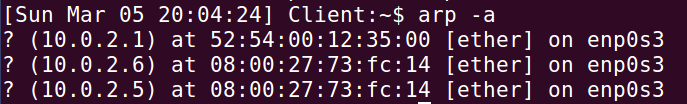 [Sun Mar 05 20:04:24] Client:~$ arp -a
? (10.0.2.1) at 52:54:00:12:35:00 [ether] on enp0s3
? (10.0.2.6) at 08:00:27:73:fc:14 [ether] on enp0s3
? (10.0.2.5) at 08:00:27:73:fc:14 [ether] on enp0s3